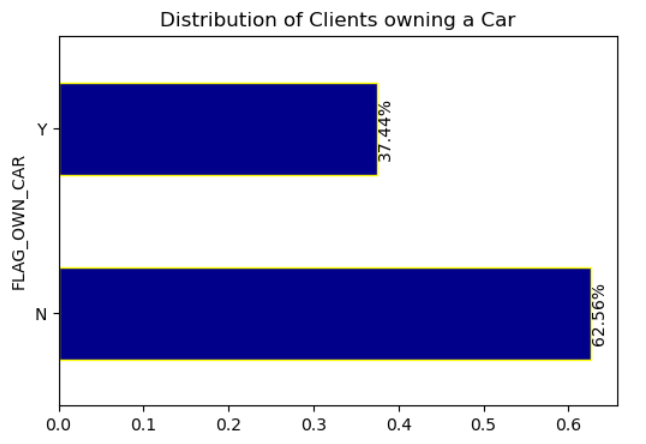 Distribution of Clients owning a Car
FLAG_OWN_CAR
Y
37.44%
N
62.56%
0.0 0.1 0.2 0.3 0.4 0.5 0.6